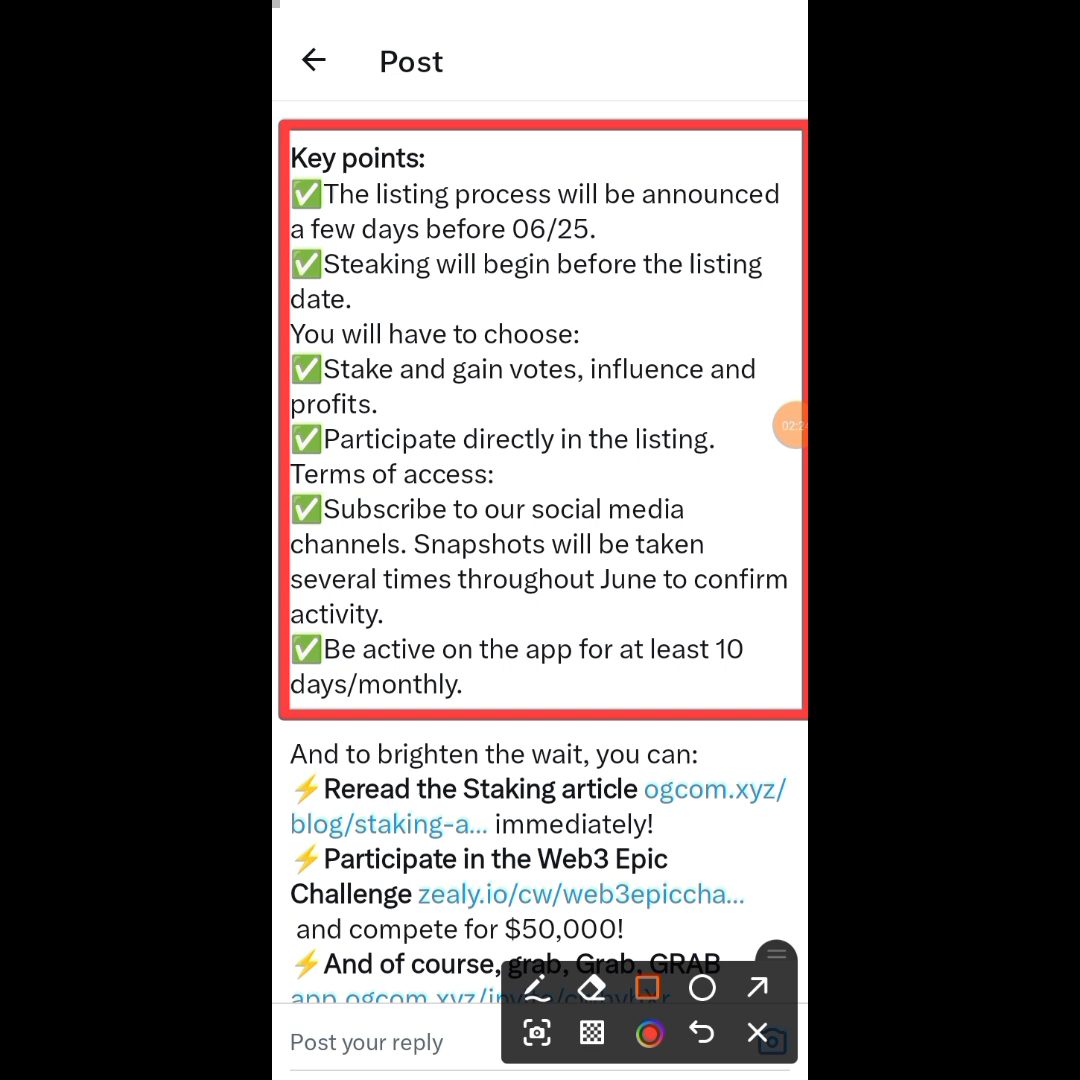 Post
Key points:
✅The listing process will be announced
a few days before 06/25.
✅Steaking will begin before the listing
date.
You will have to choose:
✅Stake and gain votes, influence and
profits.
✅Participate directly in the listing.
Terms of access:
✅Subscribe to our social media
channels. Snapshots will be taken
several times throughout June to confirm
activity.
✅Be active on the app for at least 10
days/monthly.
And to brighten the wait, you can:
⚡Reread the Staking article ogcom.xyz/
blog/staking-a... immediately!
⚡Participate in the Web3 Epic
Challenge zealy.io/cw/web3epiccha...
and compete for $50,000!
⚡And of course, grab, Grab, GRAB
Post your reply